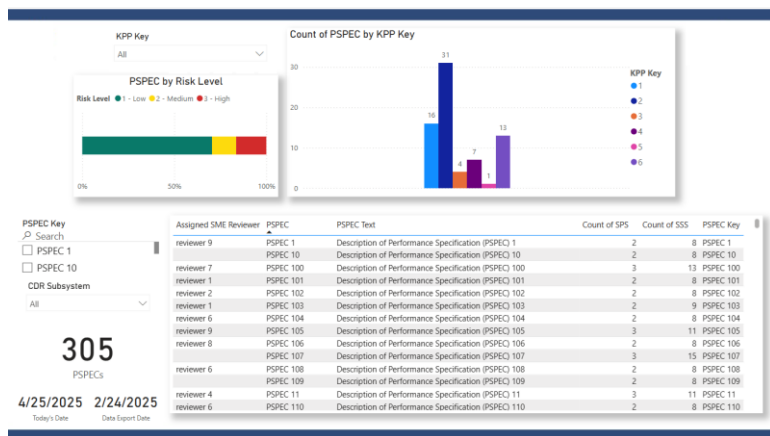 KPP Key
All
PSPEC by Risk Level
Risk Level 1 - Low 2 - Medium 3 - High
0% 50% 100%
Count of PSPEC by KPP Key
30
20
10
0
16
31
4
7
1
13
KPP Key
1
2
3
4
5
6
PSPEC Key
Search
PSPEC 1
PSPEC 10
CDR Subsystem
All
305
PSPECs
4/25/2025 2/24/2025
Today's Date Data Export Date
Assigned SME Reviewer PSPEC PSPEC Text Count of SPS Count of SSS PSPEC Key
reviewer 9 PSPEC 1 Description of Performance Specification (PSPEC) 1 2 8 PSPEC 1
PSPEC 10 Description of Performance Specification (PSPEC) 10 2 8 PSPEC 10
reviewer 7 PSPEC 100 Description of Performance Specification (PSPEC) 100 3 13 PSPEC 100
reviewer 1 PSPEC 101 Description of Performance Specification (PSPEC) 101 2 8 PSPEC 101
reviewer 2 PSPEC 102 Description of Performance Specification (PSPEC) 102 2 8 PSPEC 102
reviewer 1 PSPEC 103 Description of Performance Specification (PSPEC) 103 2 9 PSPEC 103
reviewer 6 PSPEC 104 Description of Performance Specification (PSPEC) 104 2 8 PSPEC 104
reviewer 9 PSPEC 105 Description of Performance Specification (PSPEC) 105 3 11 PSPEC 105
reviewer 8 PSPEC 106 Description of Performance Specification (PSPEC) 106 2 8 PSPEC 106
PSPEC 107 Description of Performance Specification (PSPEC) 107 3 15 PSPEC 107
reviewer 6 PSPEC 108 Description of Performance Specification (PSPEC) 108 2 8 PSPEC 108
PSPEC 109 Description of Performance Specification (PSPEC) 109 2 8 PSPEC 109
reviewer 4 PSPEC 11 Description of Performance Specification (PSPEC) 11 3 11 PSPEC 11
reviewer 6 PSPEC 110 Description of Performance Specification (PSPEC) 110 2 8 PSPEC 110